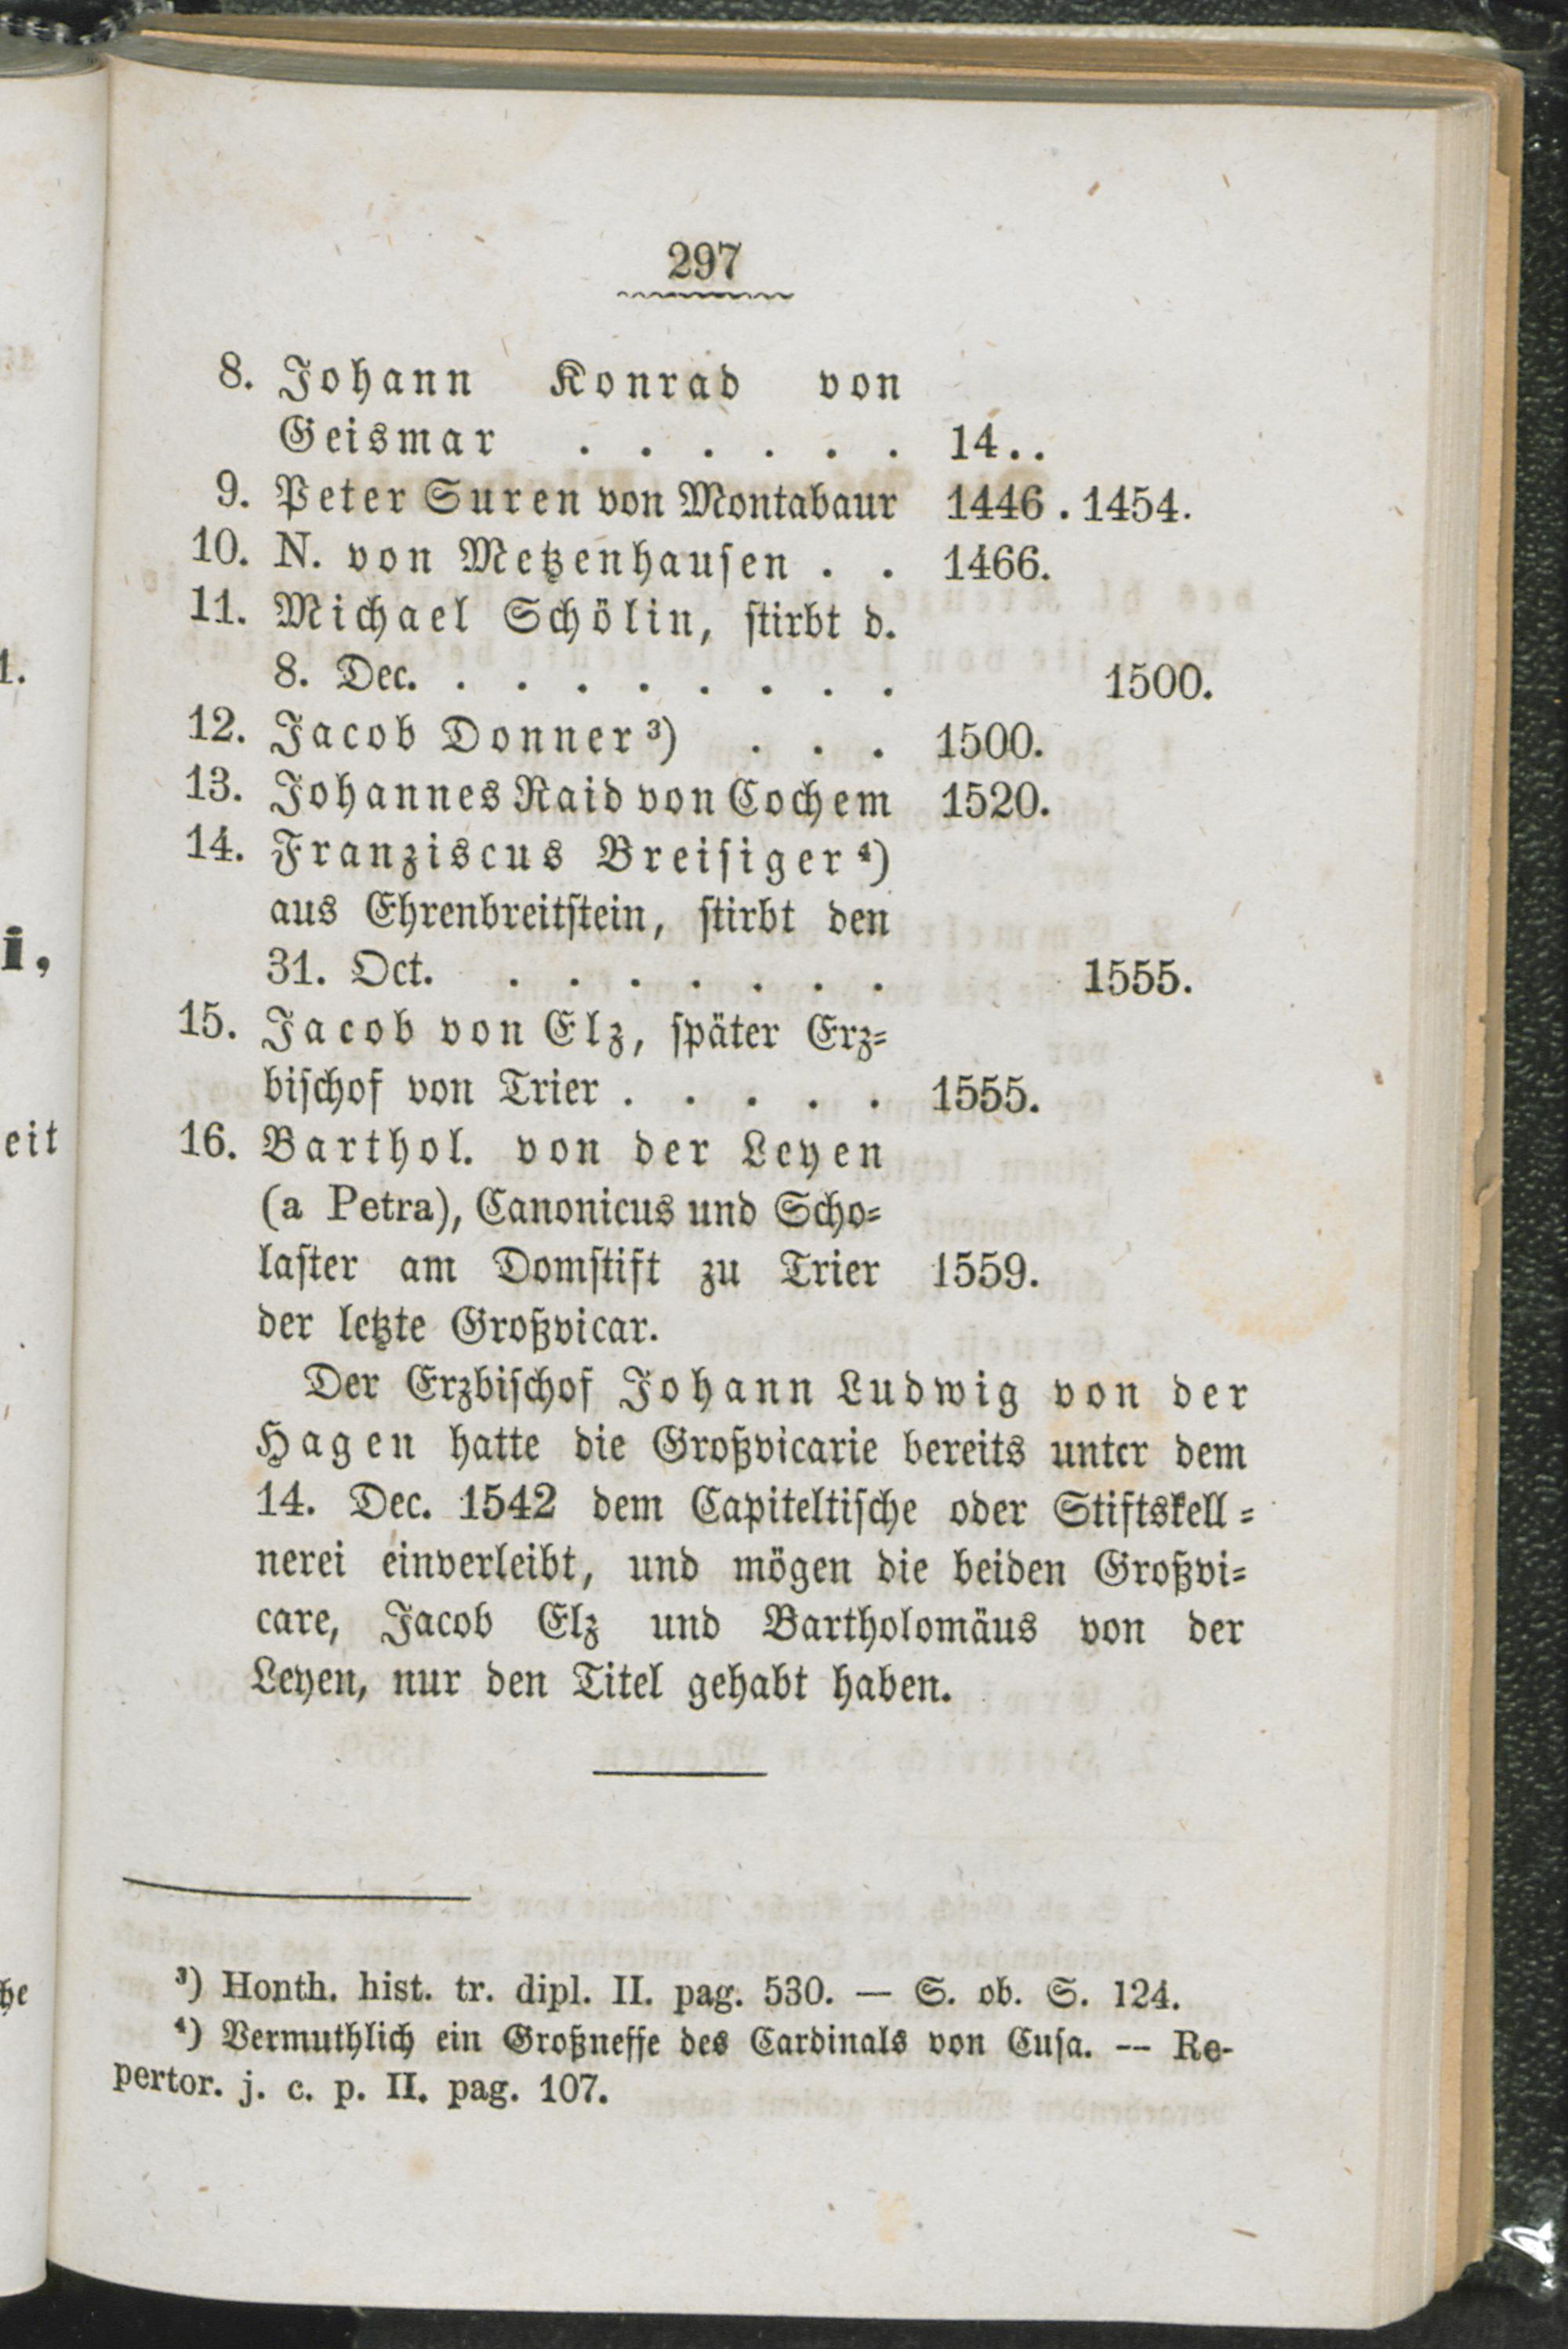 297
8. Johann Konrad von
Geismar . . . . . . 14..
9. Peter Suren von Montabaur 1446 . 1454.
10. N. von Metzenhausen . . 1466.
11. Michael Schölin, stirbt d.
8. Dec. . . . . . . . . 1500.
12. Jacob Donner ³) . . . 1500.
13. Johannes Raid von Cochem 1520.
14. Franziscus Breisiger ⁴)
aus Ehrenbreitstein, stirbt den
31. Oct. . . . . . . . 1555.
15. Jacob von Elz, später Erz=
bischof von Trier . . . . . 1555.
16. Barthol. von der Leyen
(a Petra), Canonicus und Scho=
laster am Domstift zu Trier 1559.
der letzte Großvicar.
Der Erzbischof Johann Ludwig von der
Hagen hatte die Großvicarie bereits unter dem
14. Dec. 1542 dem Capiteltische oder Stiftskell=
nerei einverleibt, und mögen die beiden Großvi=
care, Jacob Elz und Bartholomäus von der
Leyen, nur den Titel gehabt haben.
³) Honth. hist. tr. dipl. II. pag. 530. — S. ob. S. 124.
⁴) Vermuthlich ein Großneffe des Cardinals von Cusa. — Re-
pertor. j. c. p. II. pag. 107.